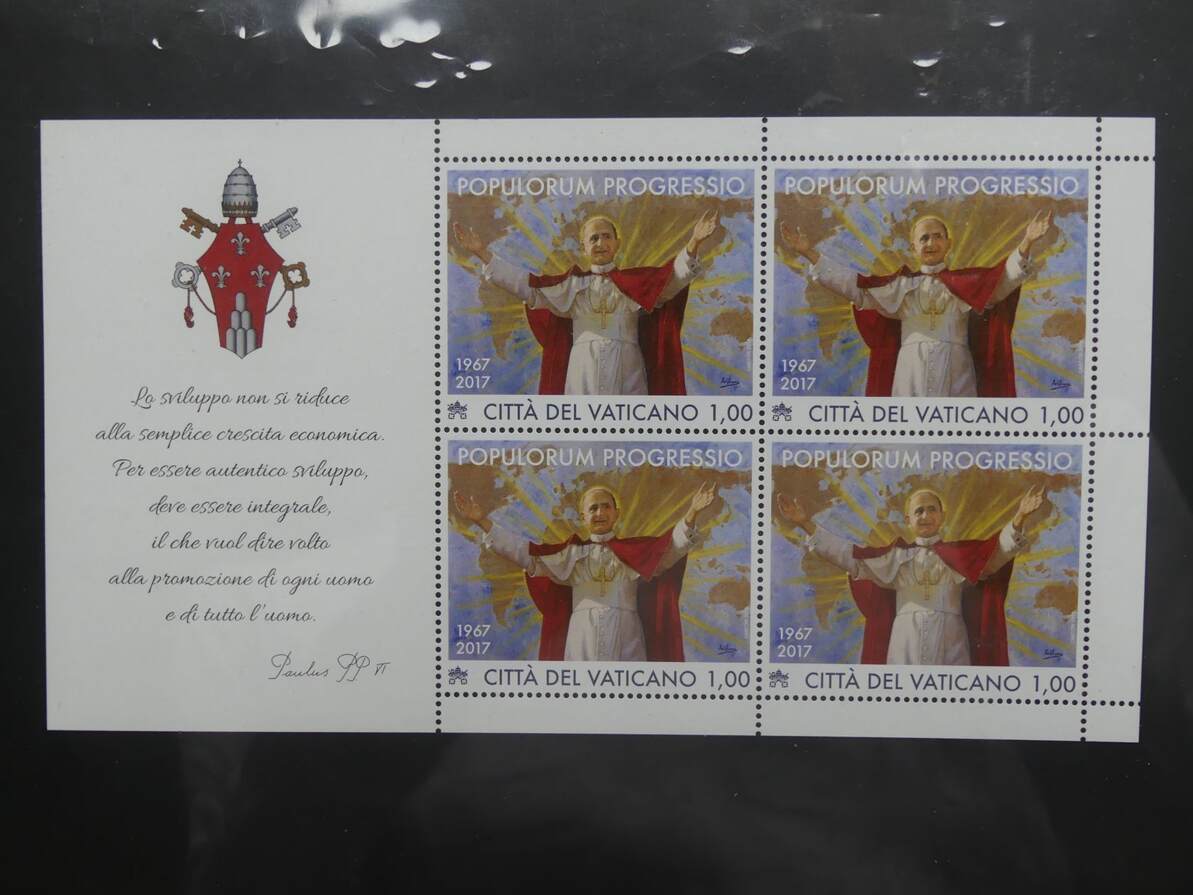 Lo sviluppo non si riduce
alla semplice crescita economica.
Per essere autentico sviluppo,
deve essere integrale,
il che vuol dire volto
alla promozione di ogni uomo
e di tutto l'uomo.
Paulus PP VI
POPULORUM PROGRESSIO
1967
2017
CITTÀ DEL VATICANO 1,00
POPULORUM PROGRESSIO
1967
2017
CITTÀ DEL VATICANO 1,00
POPULORUM PROGRESSIO
1967
2017
CITTÀ DEL VATICANO 1,00
POPULORUM PROGRESSIO
1967
2017
CITTÀ DEL VATICANO 1,00